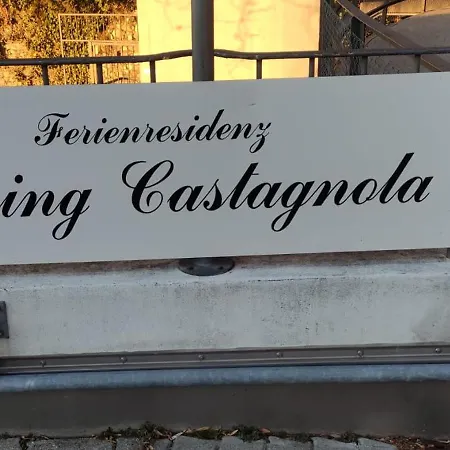 Ferienresidenz
ing Castagnola